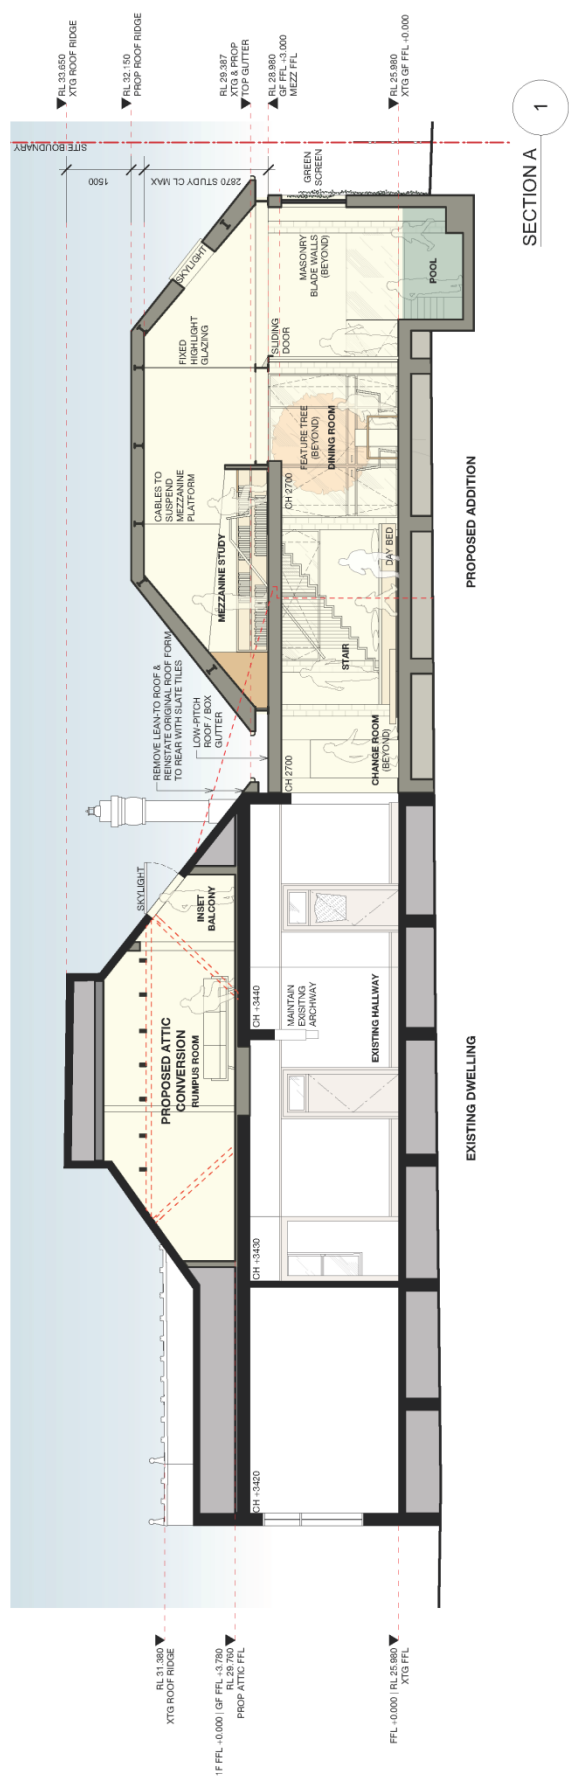 RL 33.650
XTG ROOF RIDGE
RL 32.150
PROP ROOF RIDGE
RL 29.387
XTG & PROP
TOP GUTTER
RL 28.980
GF FFL +3.000
MEZZ FFL
RL 25.980
XTG GF FFL +0.000
SITE BOUDNARY
1500
2870 STUDY CL MAX
GREEN
SCREEN
SKYLIGHT
MASONRY
BLADE WALLS
(BEYOND)
POOL
FIXED
HIGHLIGHT
GLAZING
SLIDING
DOOR
FEATURE TREE
(BEYOND)
DINING ROOM
CABLES TO
SUSPEND
MEZZANINE
PLATFORM
CH 2700
MEZZANINE STUDY
DAY BED
STAIR
REMOVE LEAN-TO ROOF &
REINSTATE ORIGINAL ROOF FORM
TO REAR WITH SLATE TILES
LOW-PITCH
ROOF / BOX
GUTTER
CH 2700
CHANGE ROOM
(BEYOND)
SKYLIGHT
INSET
BALCONY
PROPOSED ATTIC
CONVERSION
RUMPUS ROOM
CH +3440
MAINTAIN
EXISITNG
ARCHWAY
EXISTING HALLWAY
CH +3430
CH +3420
RL 31.380
XTG ROOF RIDGE
1F FFL +0.000 | GF FFL +3.780
RL 29.760
PROP ATTIC FFL
FFL +0.000 | RL 25.980
XTG FFL
EXISTING DWELLING
PROPOSED ADDITION
SECTION A
1